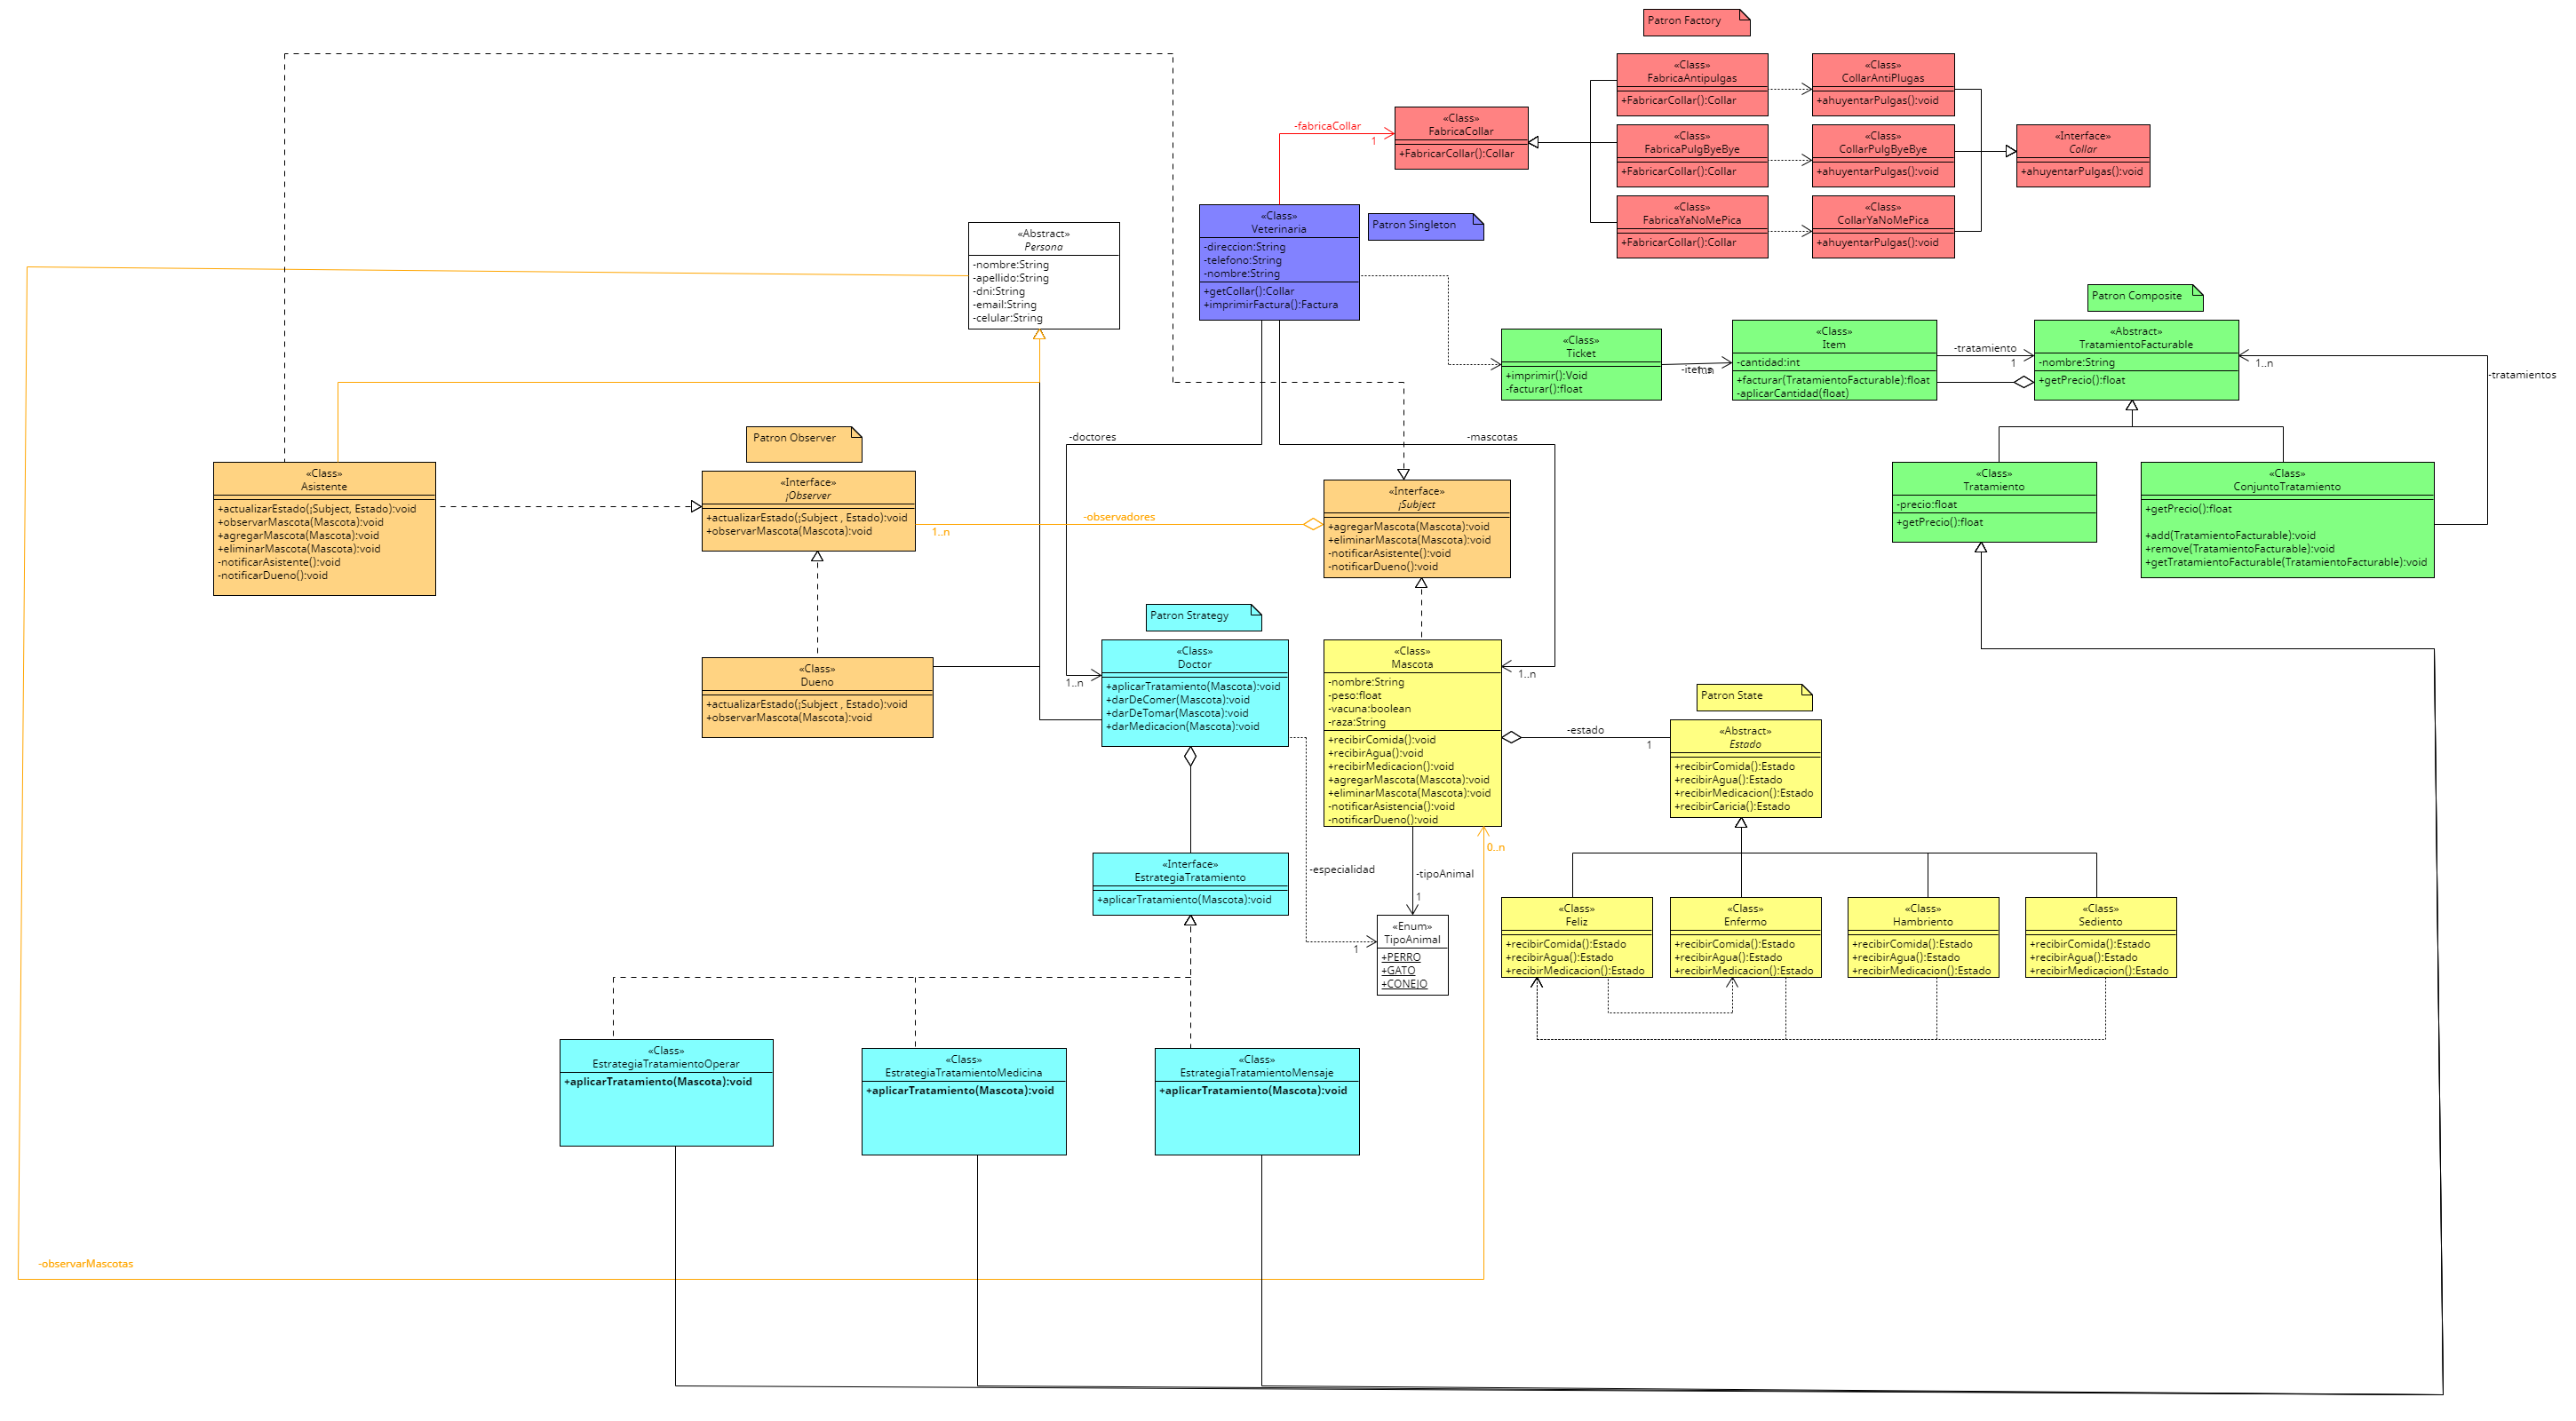 Patron Factory
«Class»
FabricaAntipulgas
+FabricarCollar():Collar
«Class»
CollarAntiPlugas
+ahuyentarPulgas():void
«Class»
FabricaCollar
+FabricarCollar():Collar
-fabricaCollar
1
«Class»
FabricaPulgByeBye
+FabricarCollar():Collar
«Class»
CollarPulgByeBye
+ahuyentarPulgas():void
«Interface»
Collar
+ahuyentarPulgas():void
«Class»
FabricaYaNoMePica
+FabricarCollar():Collar
«Class»
CollarYaNoMePica
+ahuyentarPulgas():void
«Class»
Veterinaria
-direccion:String
-telefono:String
-nombre:String
+getCollar():Collar
+imprimirFactura():Factura
Patron Singleton
«Abstract»
Persona
-nombre:String
-apellido:String
-dni:String
-email:String
-celular:String
Patron Composite
«Class»
Ticket
+imprimir():Void
-facturar():float
-items
1..n
«Class»
Item
-cantidad:int
+facturar(TratamientoFacturable):float
-aplicarCantidad(float)
-tratamiento
1
«Abstract»
TratamientoFacturable
-nombre:String
+getPrecio():float
1..n
-tratamientos
«Class»
Tratamiento
-precio:float
+getPrecio():float
«Class»
ConjuntoTratamiento
+getPrecio():float
+add(TratamientoFacturable):void
+remove(TratamientoFacturable):void
+getTratamientoFacturable(TratamientoFacturable):void
-doctores
-mascotas
Patron Observer
«Class»
Asistente
+actualizarEstado(¡Subject, Estado):void
+observarMascota(Mascota):void
+agregarMascota(Mascota):void
+eliminarMascota(Mascota):void
-notificarAsistente():void
-notificarDueno():void
«Interface»
¡Observer
+actualizarEstado(¡Subject , Estado):void
+observarMascota(Mascota):void
-observadores
1..n
«Interface»
¡Subject
+agregarMascota(Mascota):void
+eliminarMascota(Mascota):void
-notificarAsistente():void
-notificarDueno():void
«Class»
Dueno
+actualizarEstado(¡Subject , Estado):void
+observarMascota(Mascota):void
Patron Strategy
1..n
«Class»
Doctor
+aplicarTratamiento(Mascota):void
+darDeComer(Mascota):void
+darDeTomar(Mascota):void
+darMedicacion(Mascota):void
«Class»
Mascota
-nombre:String
-peso:float
-vacuna:boolean
-raza:String
+recibirComida():void
+recibirAgua():void
+recibirMedicacion():void
+agregarMascota(Mascota):void
+eliminarMascota(Mascota):void
-notificarAsistencia():void
-notificarDueno():void
1..n
0..n
Patron State
-estado
1
«Abstract»
Estado
+recibirComida():Estado
+recibirAgua():Estado
+recibirMedicacion():Estado
+recibirCaricia():Estado
«Interface»
EstrategiaTratamiento
+aplicarTratamiento(Mascota):void
-especialidad
1
-tipoAnimal
1
«Enum»
TipoAnimal
+PERRO
+GATO
+CONEJO
«Class»
Feliz
+recibirComida():Estado
+recibirAgua():Estado
+recibirMedicacion():Estado
«Class»
Enfermo
+recibirComida():Estado
+recibirAgua():Estado
+recibirMedicacion():Estado
«Class»
Hambriento
+recibirComida():Estado
+recibirAgua():Estado
+recibirMedicacion():Estado
«Class»
Sediento
+recibirComida():Estado
+recibirAgua():Estado
+recibirMedicacion():Estado
«Class»
EstrategiaTratamientoOperar
+aplicarTratamiento(Mascota):void
«Class»
EstrategiaTratamientoMedicina
+aplicarTratamiento(Mascota):void
«Class»
EstrategiaTratamientoMensaje
+aplicarTratamiento(Mascota):void
-observarMascotas